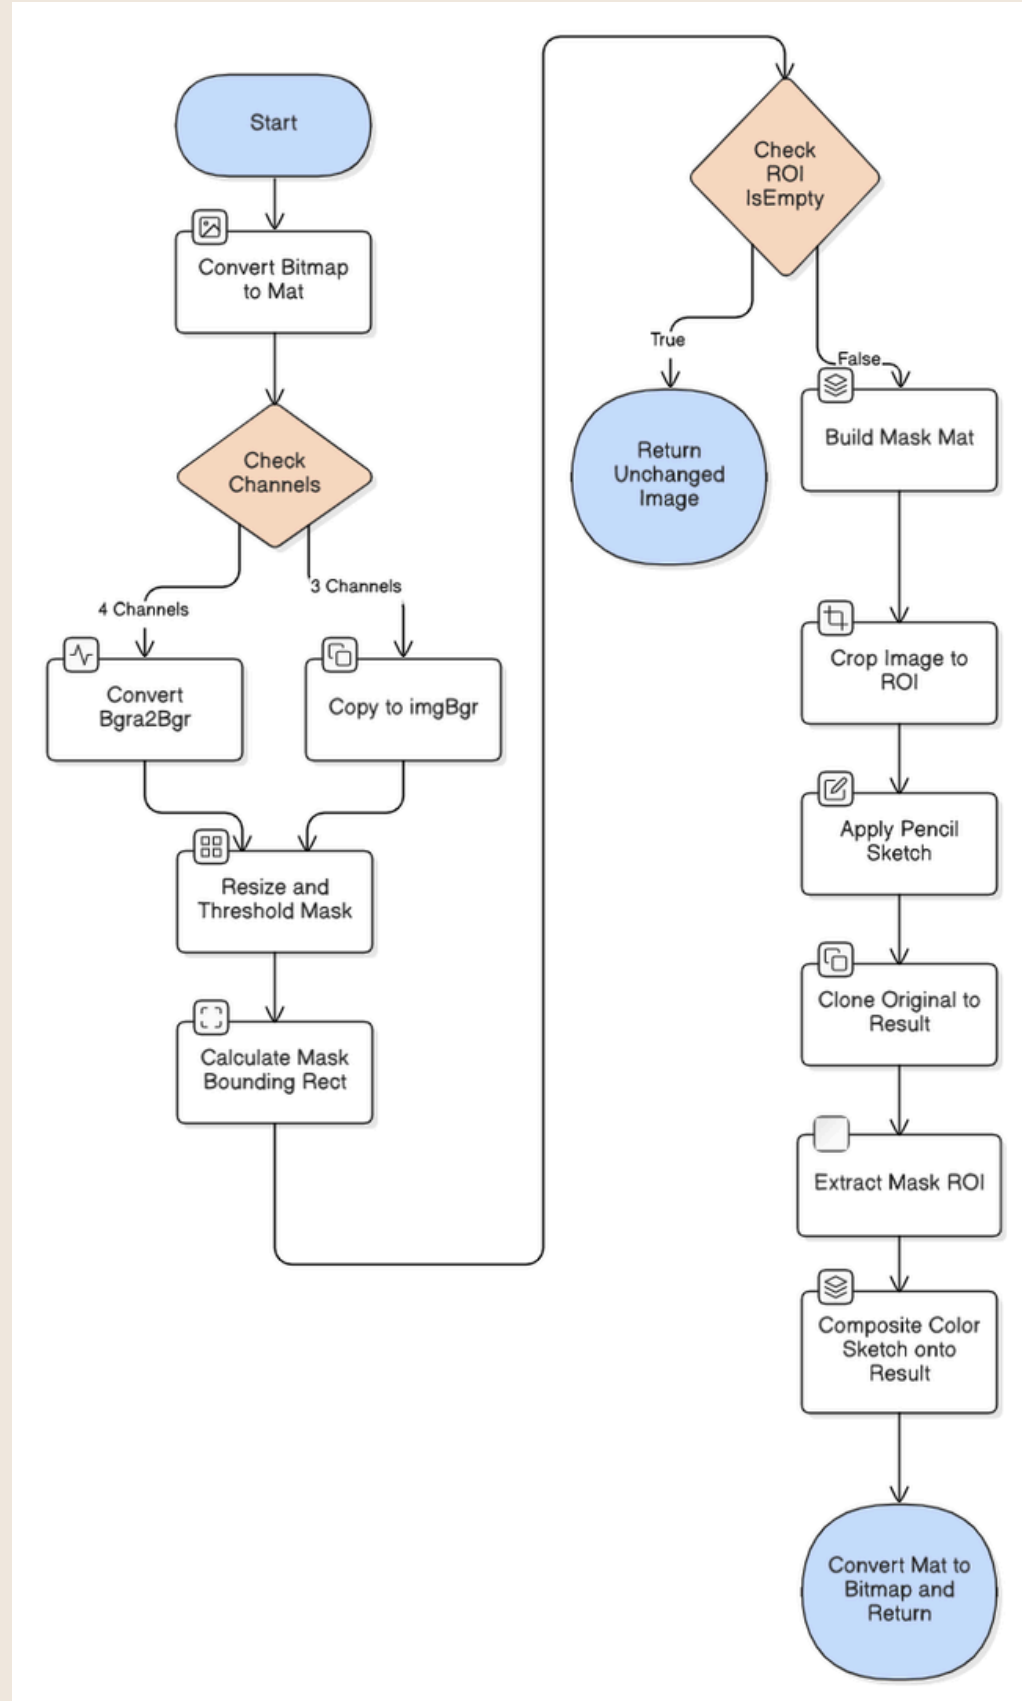 Start
Convert Bitmap
to Mat
Check
Channels
4 Channels
3 Channels
Convert
Bgra2Bgr
Copy to imgBgr
Resize and
Threshold Mask
Calculate Mask
Bounding Rect
Check
ROI
IsEmpty
True
False
Return
Unchanged
Image
Build Mask Mat
Crop Image to
ROI
Apply Pencil
Sketch
Clone Original to
Result
Extract Mask ROI
Composite Color
Sketch onto
Result
Convert Mat to
Bitmap and
Return